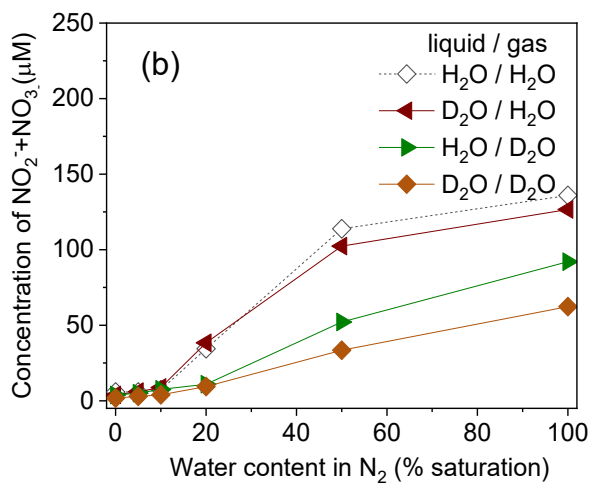 (b)
liquid / gas
H₂O / H₂O
D₂O / H₂O
H₂O / D₂O
D₂O / D₂O
Concentration of NO₂⁻+NO₃₋(μM)
250
200
150
100
50
0
0 20 40 60 80 100
Water content in N₂ (% saturation)